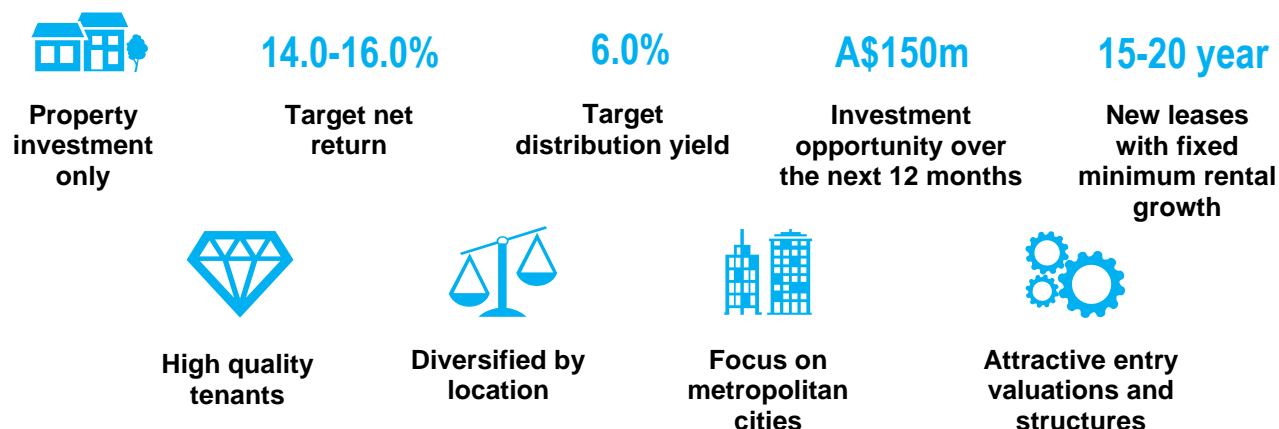 14.0-16.0%
6.0%
A$150m
15-20 year
Property
investment
only
Target net
return
Target
distribution yield
Investment
opportunity over
the next 12 months
New leases
with fixed
minimum rental
growth
High quality
tenants
Diversified by
location
Focus on
metropolitan
cities
Attractive entry
valuations and
structures